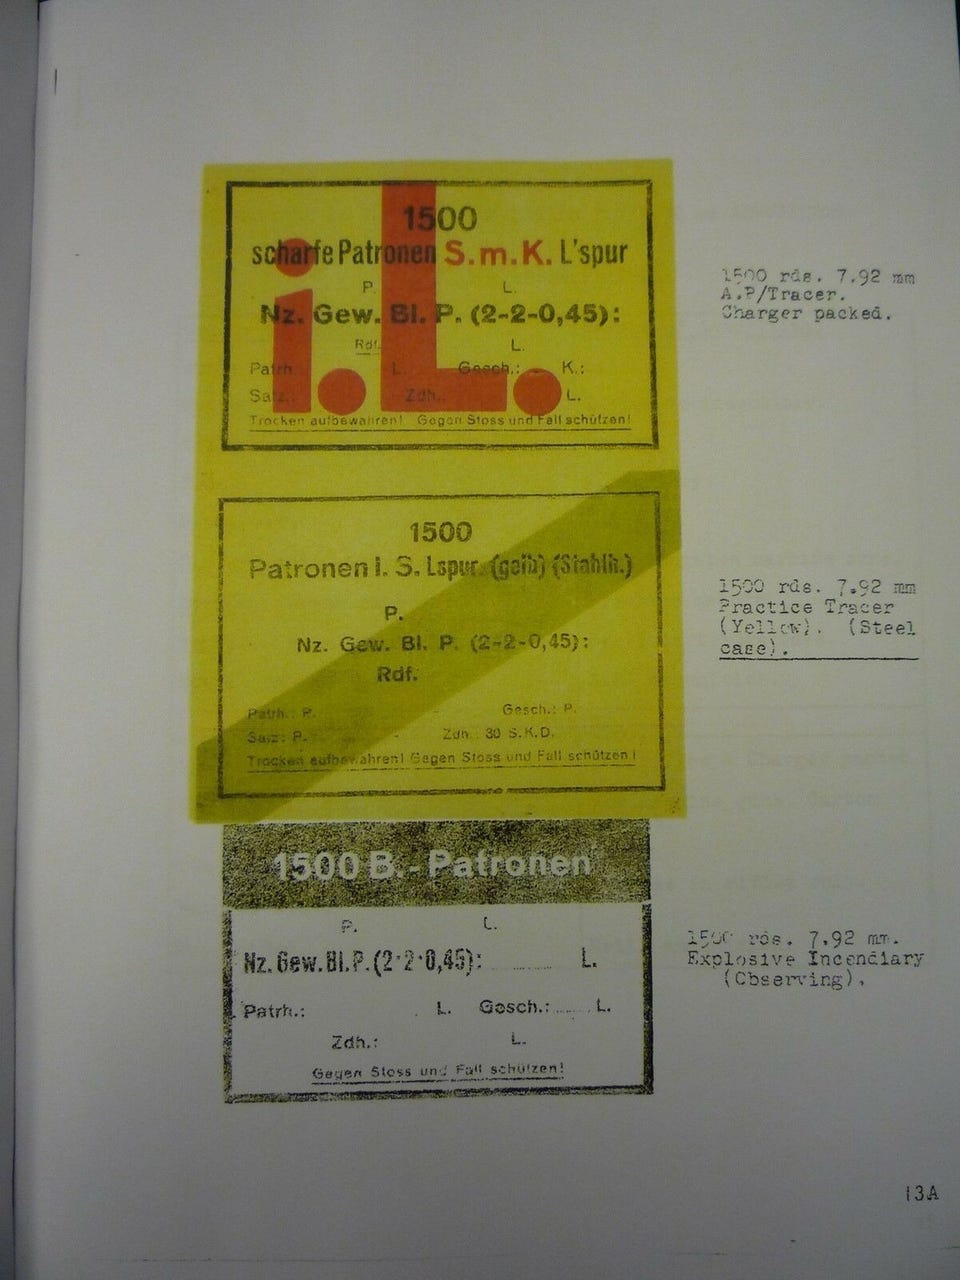 i.L.
1500
scharfe Patronen S.m.K. L'spur
P. L.
Nz. Gew. Bl. P. (2-2-0,45):
Rdf. L.
Patrh. L. Gesch.: K.:
Satz.: Zdh.: L.
Trocken aufbewahren! Gegen Stoss und Fall schützen!
1500 rds. 7.92 mm
A.P/Tracer.
Charger packed.
1500
Patronen i. S. Lspur. (gelb) (Stahlh.)
P.
Nz. Gew. Bl. P. (2-2-0,45):
Rdf.
Patrh.: P. Gesch.: P.
Satz: P. Zdh. 30 S.K.D.
Trocken aufbewahren! Gegen Stoss und Fall schützen!
1500 rds. 7.92 mm
Practice Tracer
(Yellow). (Steel
case).
1500 B.-Patronen
P. L.
Nz. Gew. Bl. P. (2·2·0,45): L.
Patrh.: L. Gesch.: L.
Zdh.: L.
Gegen Stoss und Fall schützen!
1500 rds. 7.92 mm.
Explosive Incendiary
(Observing).
13A